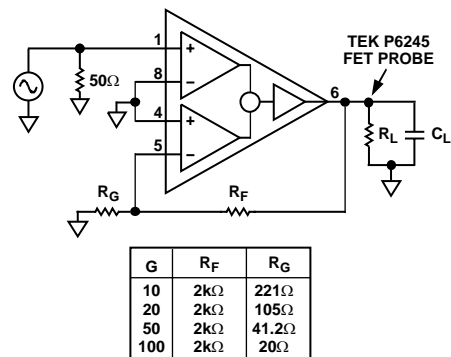 TEK P6245
FET PROBE
1
+
8
–
50Ω
4
+
5
–
6
R_L
C_L
R_G
R_F
G R_F R_G
10 2kΩ 221Ω
20 2kΩ 105Ω
50 2kΩ 41.2Ω
100 2kΩ 20Ω